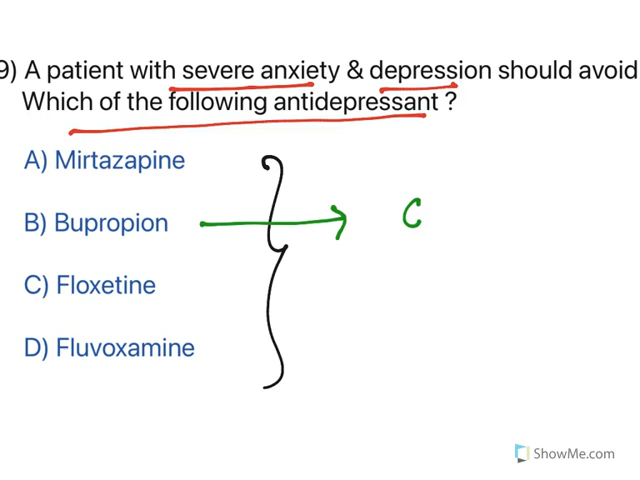 9) A patient with severe anxiety & depression should avoid
Which of the following antidepressant ?
A) Mirtazapine
B) Bupropion
C
C) Floxetine
D) Fluvoxamine
ShowMe.com